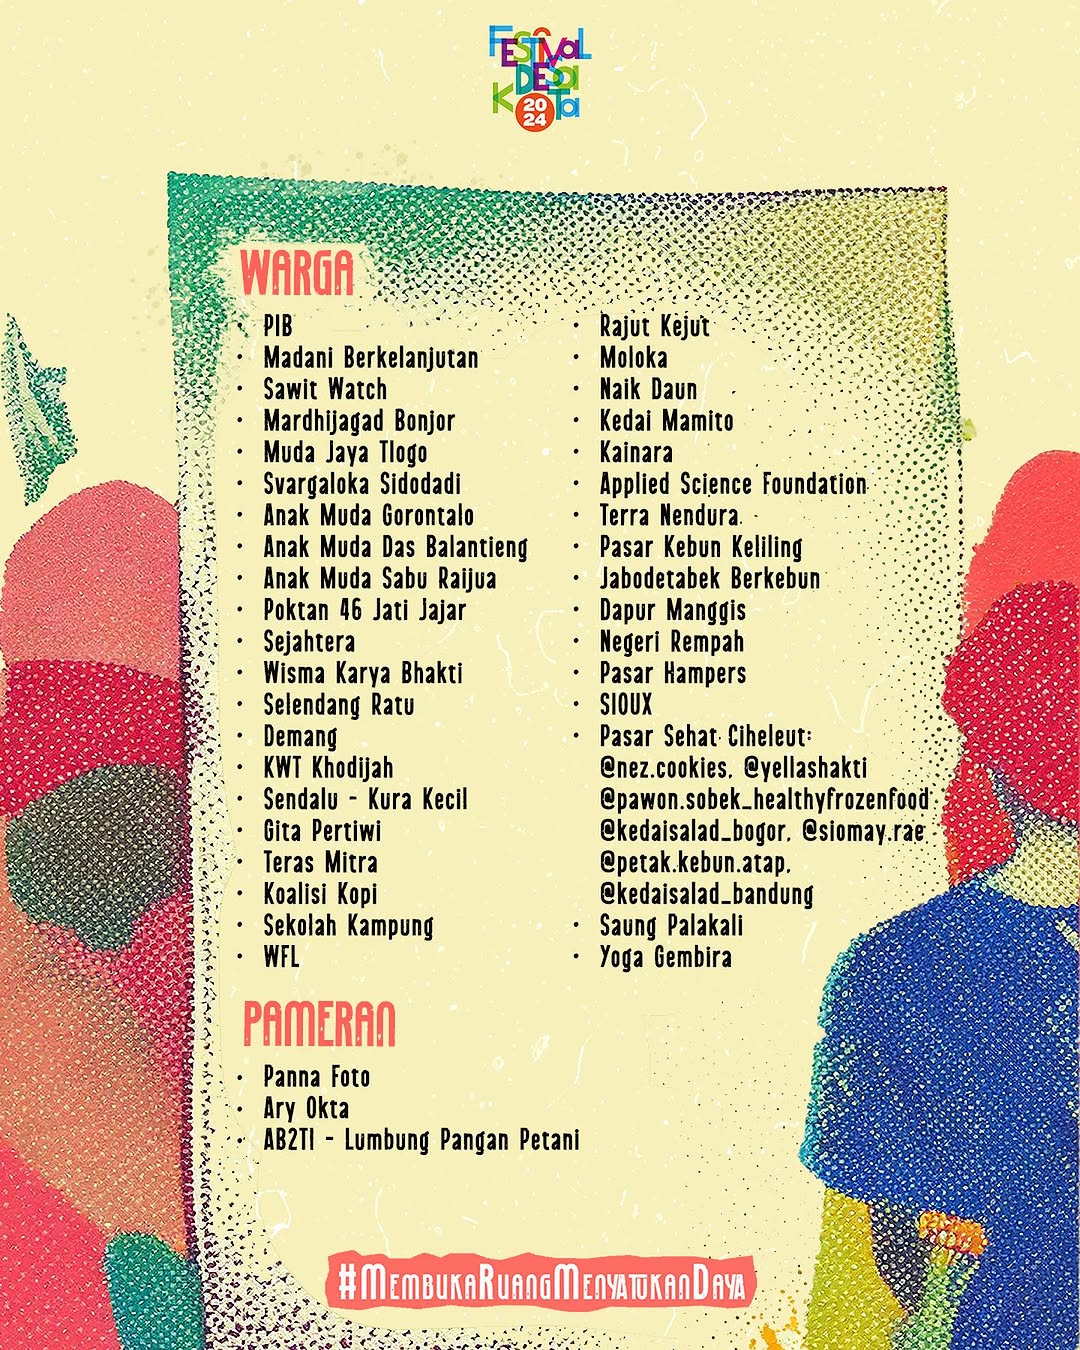 FESTIVAL
DESA
KOTA
20
24
WARGA
• PIB
• Madani Berkelanjutan
• Sawit Watch
• Mardhijagad Bonjor
• Muda Jaya Tlogo
• Svargaloka Sidodadi
• Anak Muda Gorontalo
• Anak Muda Das Balantieng
• Anak Muda Sabu Raijua
• Poktan 46 Jati Jajar
• Sejahtera
• Wisma Karya Bhakti
• Selendang Ratu
• Demang
• KWT Khodijah
• Sendalu - Kura Kecil
• Gita Pertiwi
• Teras Mitra
• Koalisi Kopi
• Sekolah Kampung
• WFL
• Rajut Kejut
• Moloka
• Naik Daun
• Kedai Mamito
• Kainara
• Applied Science Foundation
• Terra Nendura
• Pasar Kebun Keliling
• Jabodetabek Berkebun
• Dapur Manggis
• Negeri Rempah
• Pasar Hampers
• SIOUX
• Pasar Sehat Ciheleut:
@nez.cookies, @yellashakti
@pawon.sobek_healthyfrozenfood
@kedaisalad_bogor, @siomay.rae
@petak.kebun.atap,
@kedaisalad_bandung
• Saung Palakali
• Yoga Gembira
PAMERAN
• Panna Foto
• Ary Okta
• AB2TI - Lumbung Pangan Petani
#MembukaRuangMenyatukanDaya